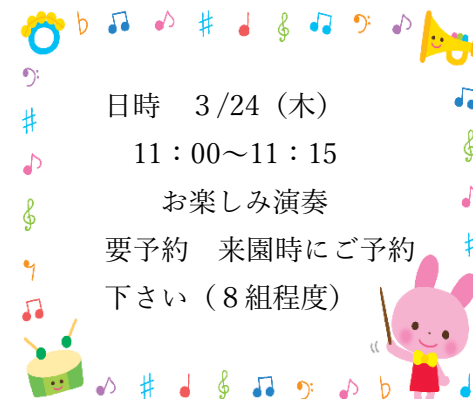 日時　３/24（木）
11：00～11：15
お楽しみ演奏
要予約　来園時にご予約
下さい（８組程度）